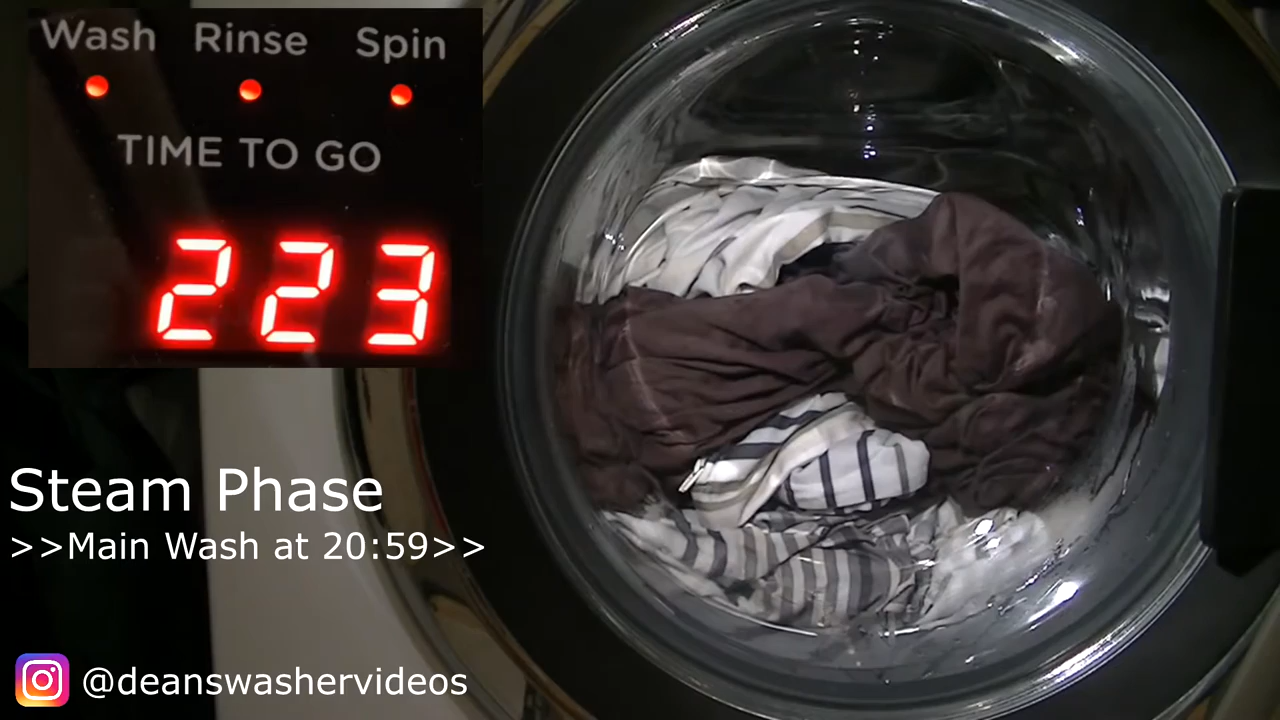 Wash Rinse Spin
TIME TO GO
223
Steam Phase
>>Main Wash at 20:59>>
@deanswashervideos